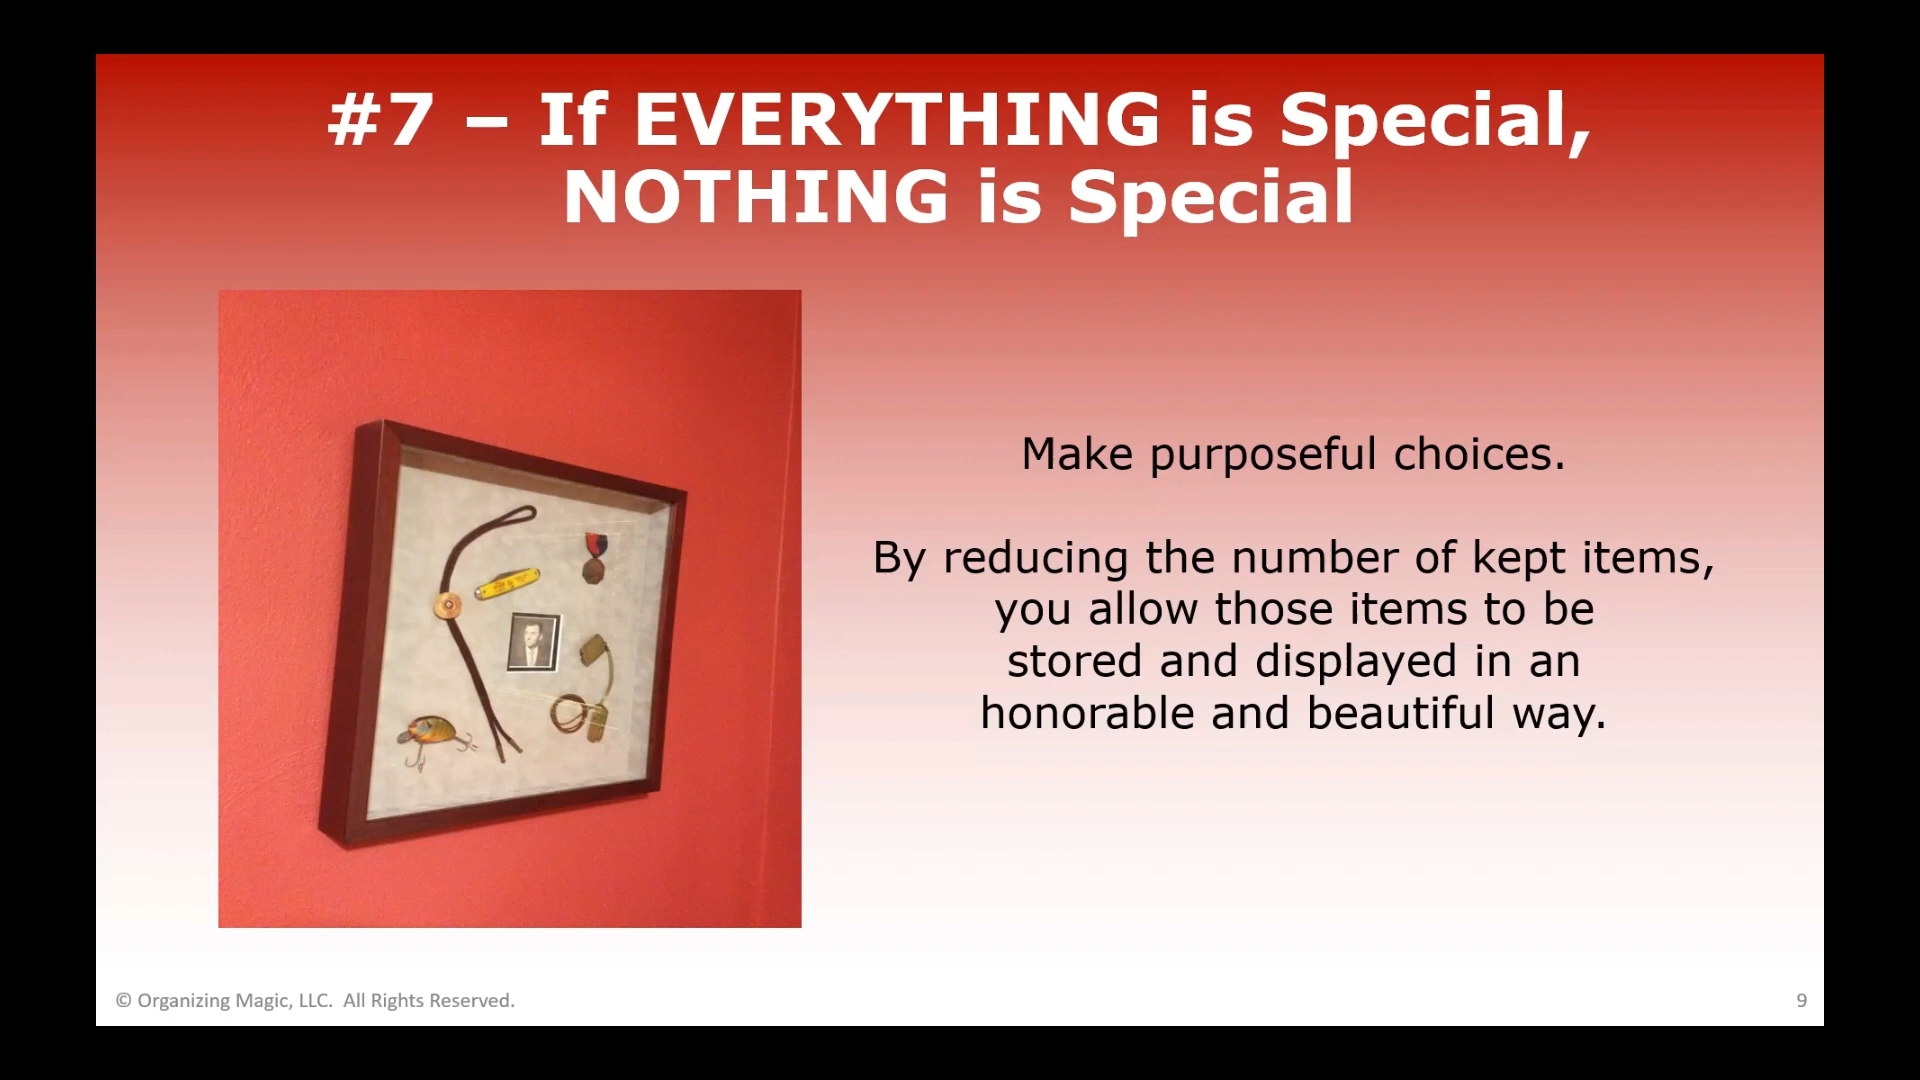 #7 – If EVERYTHING is Special,
NOTHING is Special
Make purposeful choices.
By reducing the number of kept items,
you allow those items to be
stored and displayed in an
honorable and beautiful way.
© Organizing Magic, LLC.  All Rights Reserved.
9